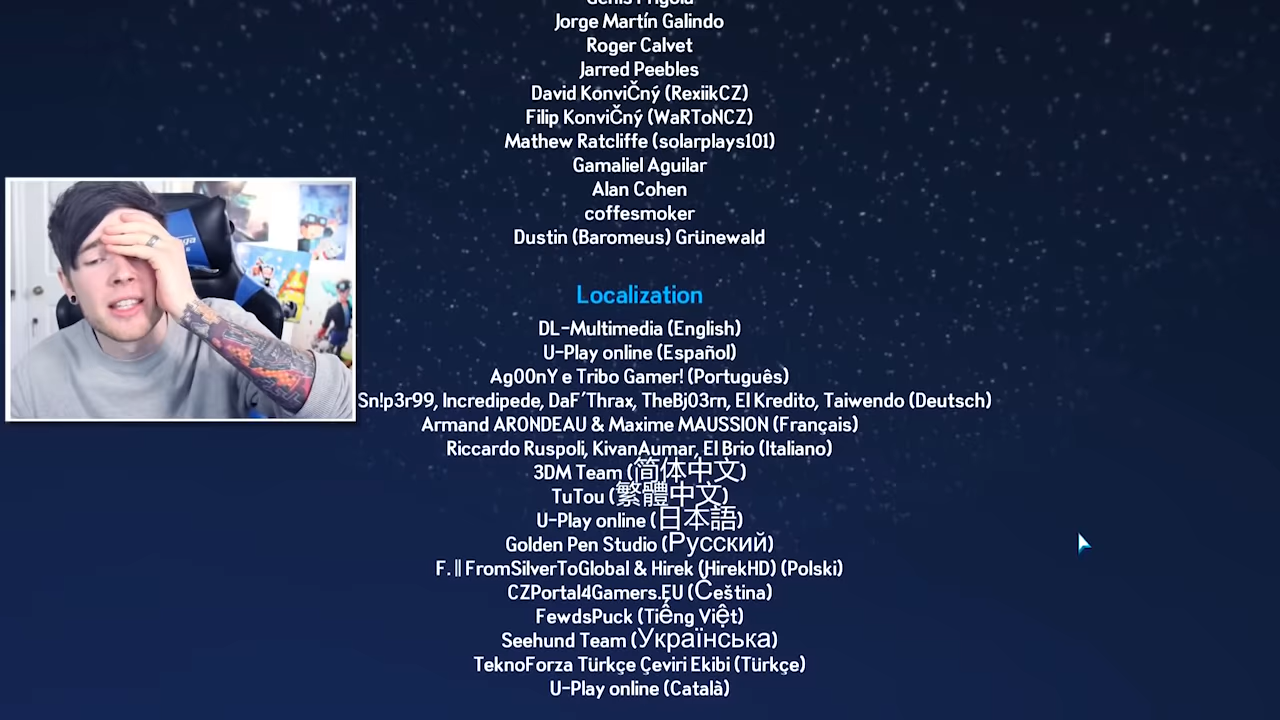 Jorge Martín Galindo
Roger Calvet
Jarred Peebles
David KonviČný (RexiikCZ)
Filip KonviČný (WaRToNCZ)
Mathew Ratcliffe (solarplays101)
Gamaliel Aguilar
Alan Cohen
coffesmoker
Dustin (Baromeus) Grünewald
Localization
DL-Multimedia (English)
U-Play online (Español)
Ag00nY e Tribo Gamer! (Português)
Sn!p3r99, Incredipede, DaF´Thrax, TheBj03rn, El Kredito, Taiwendo (Deutsch)
Armand ARONDEAU & Maxime MAUSSION (Français)
Riccardo Ruspoli, KivanAumar, El Brio (Italiano)
3DM Team (简体中文)
TuTou (繁體中文)
U-Play online (日本語)
Golden Pen Studio (Русский)
F.║FromSilverToGlobal & Hirek (HirekHD) (Polski)
CZPortal4Gamers.EU (Čeština)
FewdsPuck (Tiếng Việt)
Seehund Team (Українська)
TeknoForza Türkçe Çeviri Ekibi (Türkçe)
U-Play online (Català)